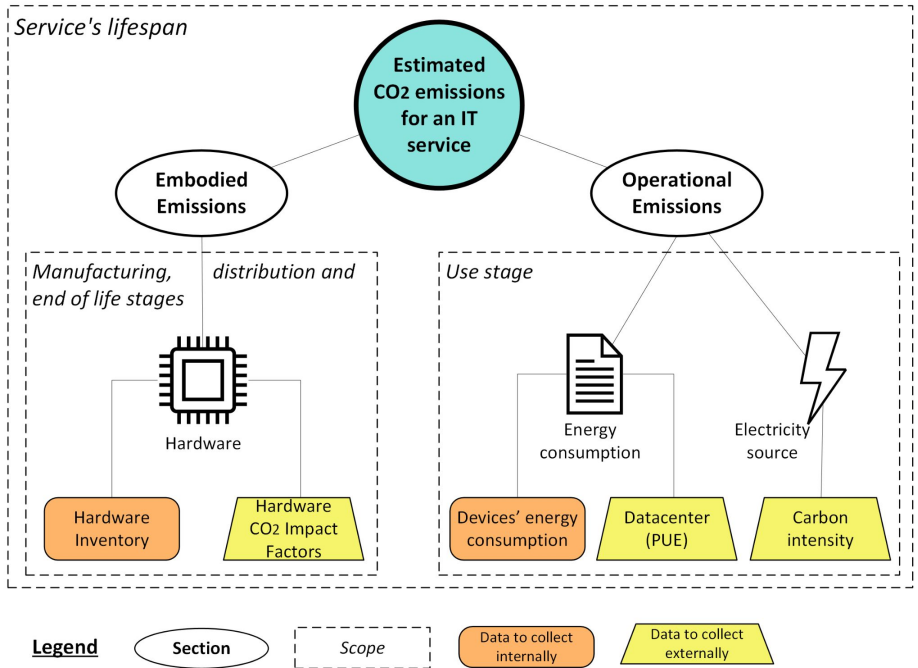 Service's lifespan
Estimated
CO2 emissions
for an IT
service
Embodied
Emissions
Operational
Emissions
Manufacturing, distribution and
end of life stages
Use stage
Hardware
Energy
consumption
Electricity
source
Hardware
Inventory
Hardware
CO2 Impact
Factors
Devices' energy
consumption
Datacenter
(PUE)
Carbon
intensity
Legend
Section
Scope
Data to collect
internally
Data to collect
externally